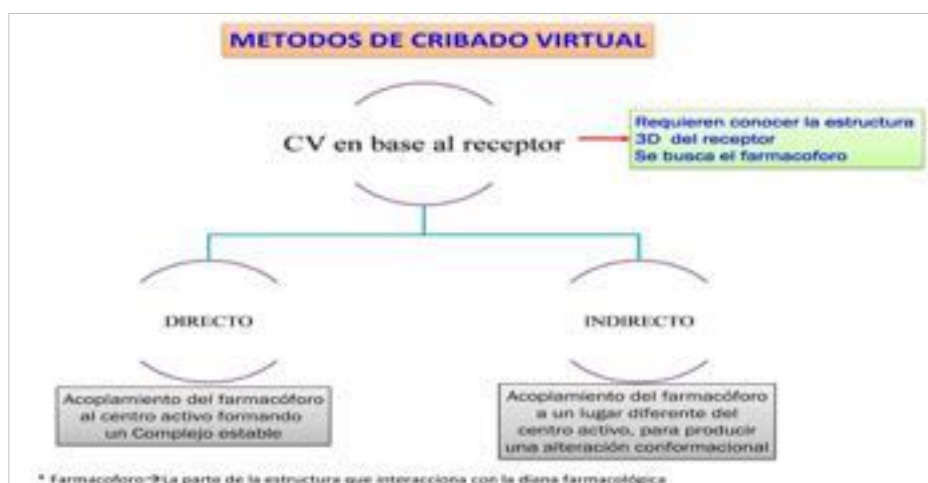 METODOS DE CRIBADO VIRTUAL
CV en base al receptor
Requieren conocer la estructura
3D del receptor
Se busca el farmacoforo
DIRECTO
INDIRECTO
Acoplamiento del farmacóforo
al centro activo formando
un Complejo estable
Acoplamiento del farmacóforo
a un lugar diferente del
centro activo, para producir
una alteración conformacional
* Farmacoforo→La parte de la estructura que interacciona con la diana farmacológica